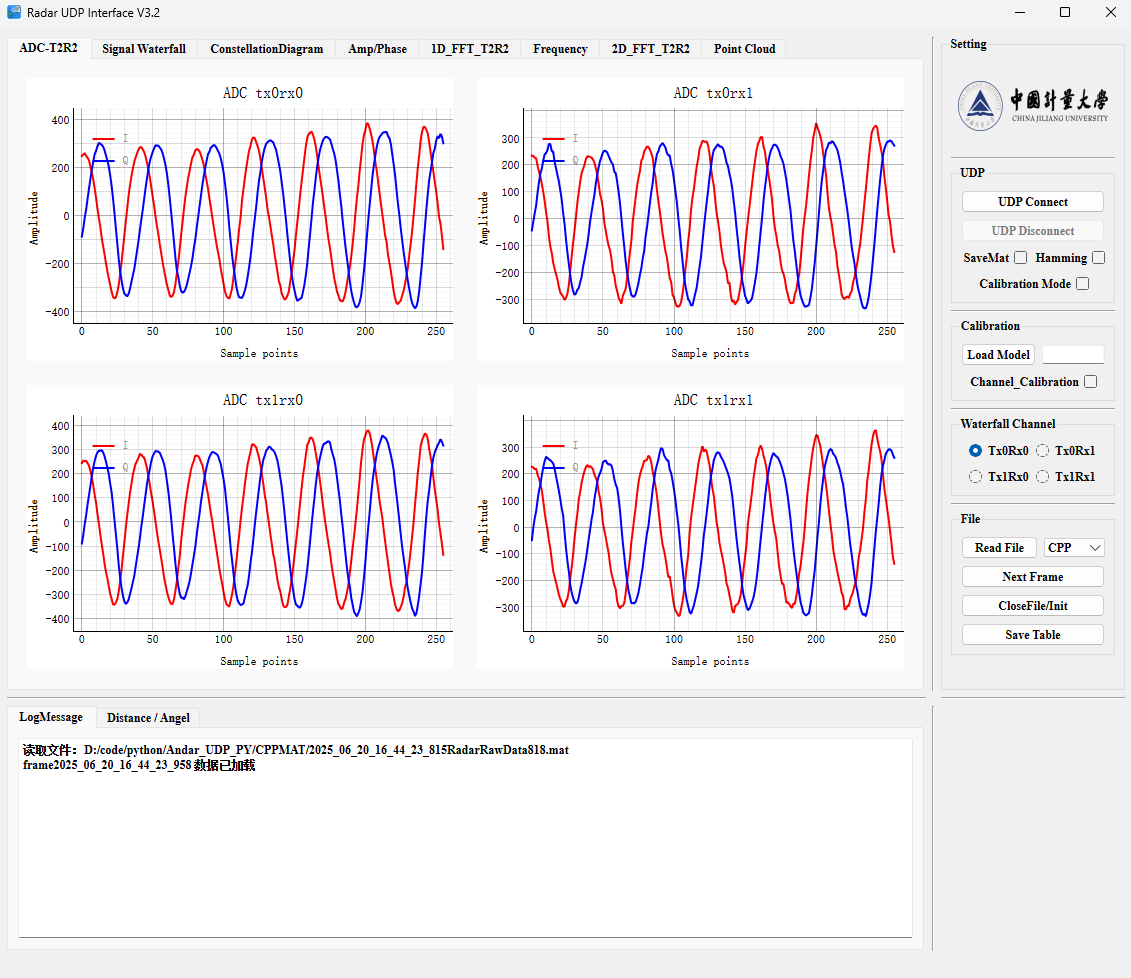 Radar UDP Interface V3.2
ADC-T2R2 Signal Waterfall ConstellationDiagram Amp/Phase 1D_FFT_T2R2 Frequency 2D_FFT_T2R2 Point Cloud
ADC tx0rx0
I
Q
Amplitude
400
200
0
−200
−400
0 50 100 150 200 250
Sample points
ADC tx0rx1
I
Q
Amplitude
300
200
100
0
−100
−200
−300
0 50 100 150 200 250
Sample points
ADC tx1rx0
I
Q
Amplitude
400
300
200
100
0
−100
−200
−300
−400
0 50 100 150 200 250
Sample points
ADC tx1rx1
I
Q
Amplitude
300
200
100
0
−100
−200
−300
0 50 100 150 200 250
Sample points
Setting
中國計量大學
CHINA JILIANG UNIVERSITY
UDP
UDP Connect
UDP Disconnect
SaveMat Hamming
Calibration Mode
Calibration
Load Model
Channel_Calibration
Waterfall Channel
Tx0Rx0 Tx0Rx1
Tx1Rx0 Tx1Rx1
File
Read File CPP
Next Frame
CloseFile/Init
Save Table
LogMessage Distance / Angel
读取文件：D:/code/python/Andar_UDP_PY/CPPMAT/2025_06_20_16_44_23_815RadarRawData818.mat
frame2025_06_20_16_44_23_958 数据已加载